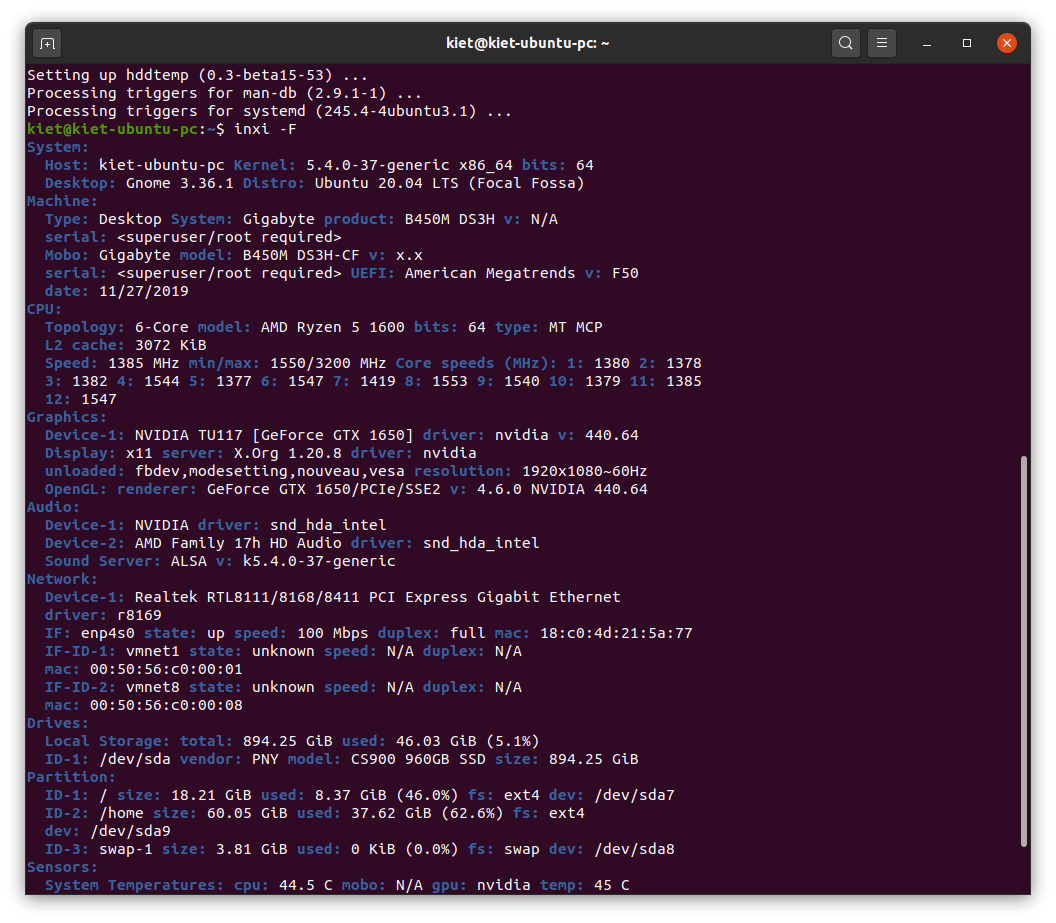 kiet@kiet-ubuntu-pc: ~
Setting up hddtemp (0.3-beta15-53) ...
Processing triggers for man-db (2.9.1-1) ...
Processing triggers for systemd (245.4-4ubuntu3.1) ...
kiet@kiet-ubuntu-pc:~$ inxi -F
System:
  Host: kiet-ubuntu-pc Kernel: 5.4.0-37-generic x86_64 bits: 64
  Desktop: Gnome 3.36.1 Distro: Ubuntu 20.04 LTS (Focal Fossa)
Machine:
  Type: Desktop System: Gigabyte product: B450M DS3H v: N/A
  serial: <superuser/root required>
  Mobo: Gigabyte model: B450M DS3H-CF v: x.x
  serial: <superuser/root required> UEFI: American Megatrends v: F50
  date: 11/27/2019
CPU:
  Topology: 6-Core model: AMD Ryzen 5 1600 bits: 64 type: MT MCP
  L2 cache: 3072 KiB
  Speed: 1385 MHz min/max: 1550/3200 MHz Core speeds (MHz): 1: 1380 2: 1378
  3: 1382 4: 1544 5: 1377 6: 1547 7: 1419 8: 1553 9: 1540 10: 1379 11: 1385
  12: 1547
Graphics:
  Device-1: NVIDIA TU117 [GeForce GTX 1650] driver: nvidia v: 440.64
  Display: x11 server: X.Org 1.20.8 driver: nvidia
  unloaded: fbdev,modesetting,nouveau,vesa resolution: 1920x1080~60Hz
  OpenGL: renderer: GeForce GTX 1650/PCIe/SSE2 v: 4.6.0 NVIDIA 440.64
Audio:
  Device-1: NVIDIA driver: snd_hda_intel
  Device-2: AMD Family 17h HD Audio driver: snd_hda_intel
  Sound Server: ALSA v: k5.4.0-37-generic
Network:
  Device-1: Realtek RTL8111/8168/8411 PCI Express Gigabit Ethernet
  driver: r8169
  IF: enp4s0 state: up speed: 100 Mbps duplex: full mac: 18:c0:4d:21:5a:77
  IF-ID-1: vmnet1 state: unknown speed: N/A duplex: N/A
  mac: 00:50:56:c0:00:01
  IF-ID-2: vmnet8 state: unknown speed: N/A duplex: N/A
  mac: 00:50:56:c0:00:08
Drives:
  Local Storage: total: 894.25 GiB used: 46.03 GiB (5.1%)
  ID-1: /dev/sda vendor: PNY model: CS900 960GB SSD size: 894.25 GiB
Partition:
  ID-1: / size: 18.21 GiB used: 8.37 GiB (46.0%) fs: ext4 dev: /dev/sda7
  ID-2: /home size: 60.05 GiB used: 37.62 GiB (62.6%) fs: ext4
  dev: /dev/sda9
  ID-3: swap-1 size: 3.81 GiB used: 0 KiB (0.0%) fs: swap dev: /dev/sda8
Sensors:
  System Temperatures: cpu: 44.5 C mobo: N/A gpu: nvidia temp: 45 C